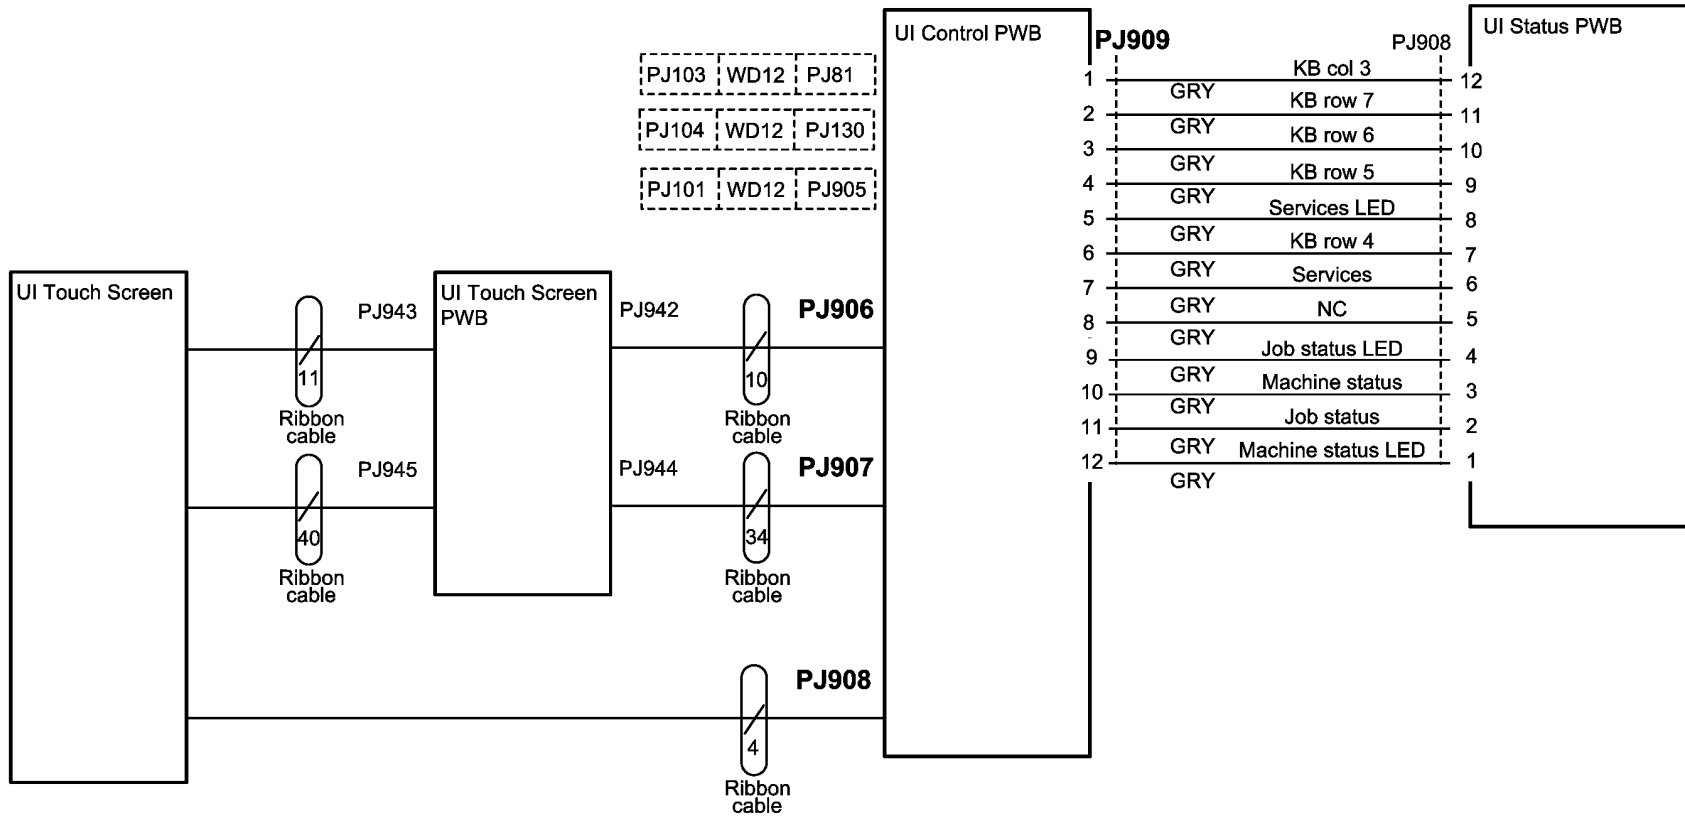 UI Control PWB
PJ909
PJ908
UI Status PWB
PJ103 WD12 PJ81
PJ104 WD12 PJ130
PJ101 WD12 PJ905
1 GRY KB col 3 12
2 GRY KB row 7 11
3 GRY KB row 6 10
4 GRY KB row 5 9
5 GRY Services LED 8
6 GRY KB row 4 7
7 GRY Services 6
8 GRY NC 5
9 GRY Job status LED 4
10 GRY Machine status 3
11 GRY Job status 2
12 GRY Machine status LED 1
UI Touch Screen
11
Ribbon
cable
PJ943
UI Touch Screen
PWB
PJ942
10
Ribbon
cable
PJ906
40
Ribbon
cable
PJ945
PJ944
34
Ribbon
cable
PJ907
4
Ribbon
cable
PJ908